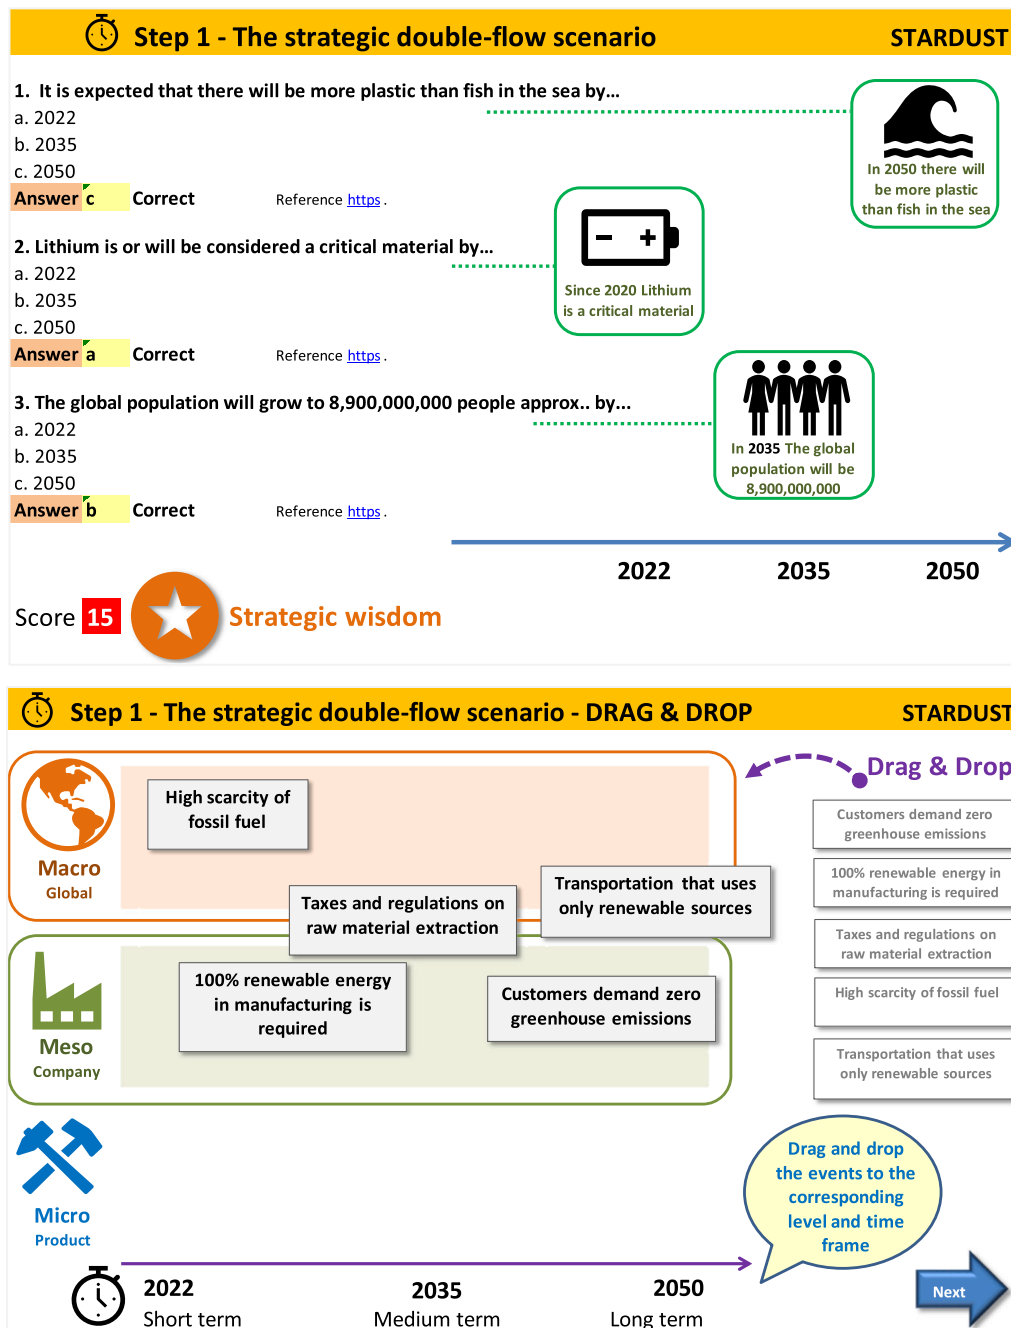 Step 1 - The strategic double-flow scenario
STARDUST
1. It is expected that there will be more plastic than fish in the sea by...
a. 2022
b. 2035
c. 2050
Answer c Correct Reference https .
In 2050 there will
be more plastic
than fish in the sea
2. Lithium is or will be considered a critical material by...
a. 2022
b. 2035
c. 2050
Answer a Correct Reference https .
Since 2020 Lithium
is a critical material
3. The global population will grow to 8,900,000,000 people approx.. by...
a. 2022
b. 2035
c. 2050
Answer b Correct Reference https .
In 2035 The global
population will be
8,900,000,000
2022 2035 2050
Score 15 Strategic wisdom
Step 1 - The strategic double-flow scenario - DRAG & DROP
STARDUST
Macro
Global
High scarcity of
fossil fuel
Taxes and regulations on
raw material extraction
Transportation that uses
only renewable sources
Meso
Company
100% renewable energy
in manufacturing is
required
Customers demand zero
greenhouse emissions
Drag & Drop
Customers demand zero
greenhouse emissions
100% renewable energy in
manufacturing is required
Taxes and regulations on
raw material extraction
High scarcity of fossil fuel
Transportation that uses
only renewable sources
Micro
Product
Drag and drop
the events to the
corresponding
level and time
frame
2022 2035 2050
Short term Medium term Long term
Next